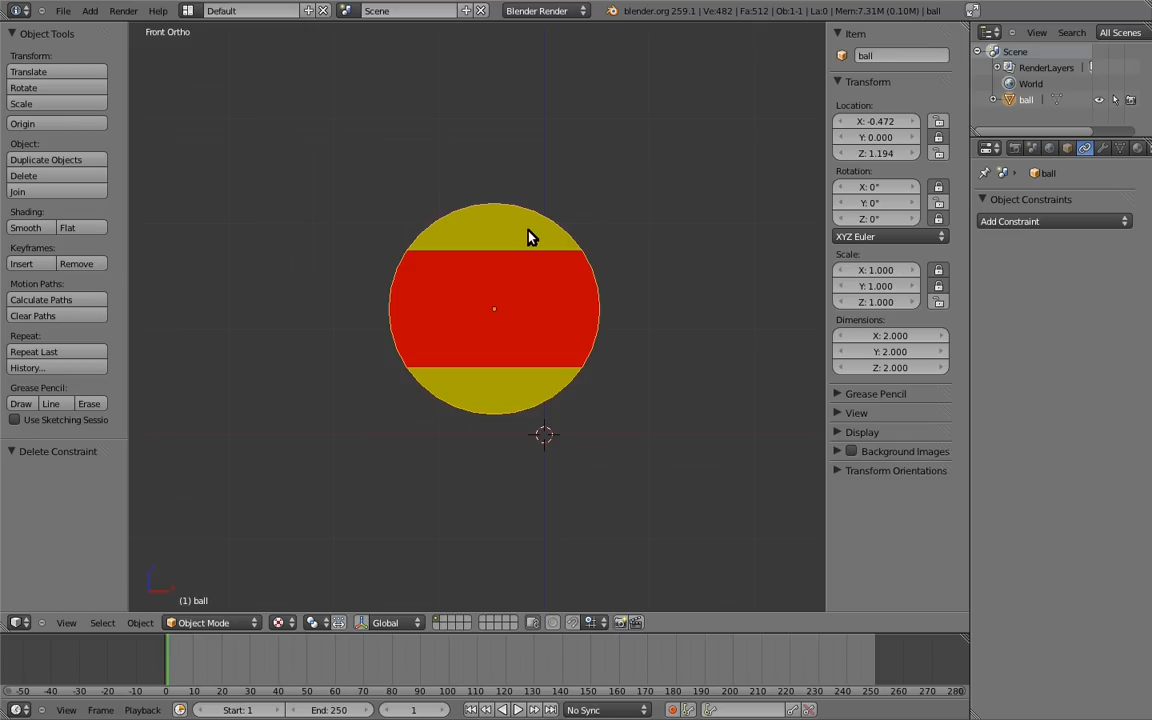 File Add Render Help Default Scene Blender Render blender.org 259.1 | Ve:482 | Fa:512 | Ob:1-1 | La:0 | Mem:7.31M (0.10M) | ball
Object Tools
Transform:
Translate
Rotate
Scale
Origin
Object:
Duplicate Objects
Delete
Join
Shading:
Smooth Flat
Keyframes:
Insert Remove
Motion Paths:
Calculate Paths
Clear Paths
Repeat:
Repeat Last
History...
Grease Pencil:
Draw Line Erase
Use Sketching Sessio
Delete Constraint
Front Ortho
(1) ball
Item
ball
Transform
Location:
X: -0.472
Y: 0.000
Z: 1.194
Rotation:
X: 0°
Y: 0°
Z: 0°
XYZ Euler
Scale:
X: 1.000
Y: 1.000
Z: 1.000
Dimensions:
X: 2.000
Y: 2.000
Z: 2.000
Grease Pencil
View
Display
Background Images
Transform Orientations
View Search All Scenes
Scene
RenderLayers
World
ball
ball
Object Constraints
Add Constraint
View Select Object Object Mode Global
-50 -40 -30 -20 -10 0 10 20 30 40 50 60 70 80 90 100 110 120 130 140 150 160 170 180 190 200 210 220 230 240 250 260 270 280
View Frame Playback Start: 1 End: 250 1 No Sync